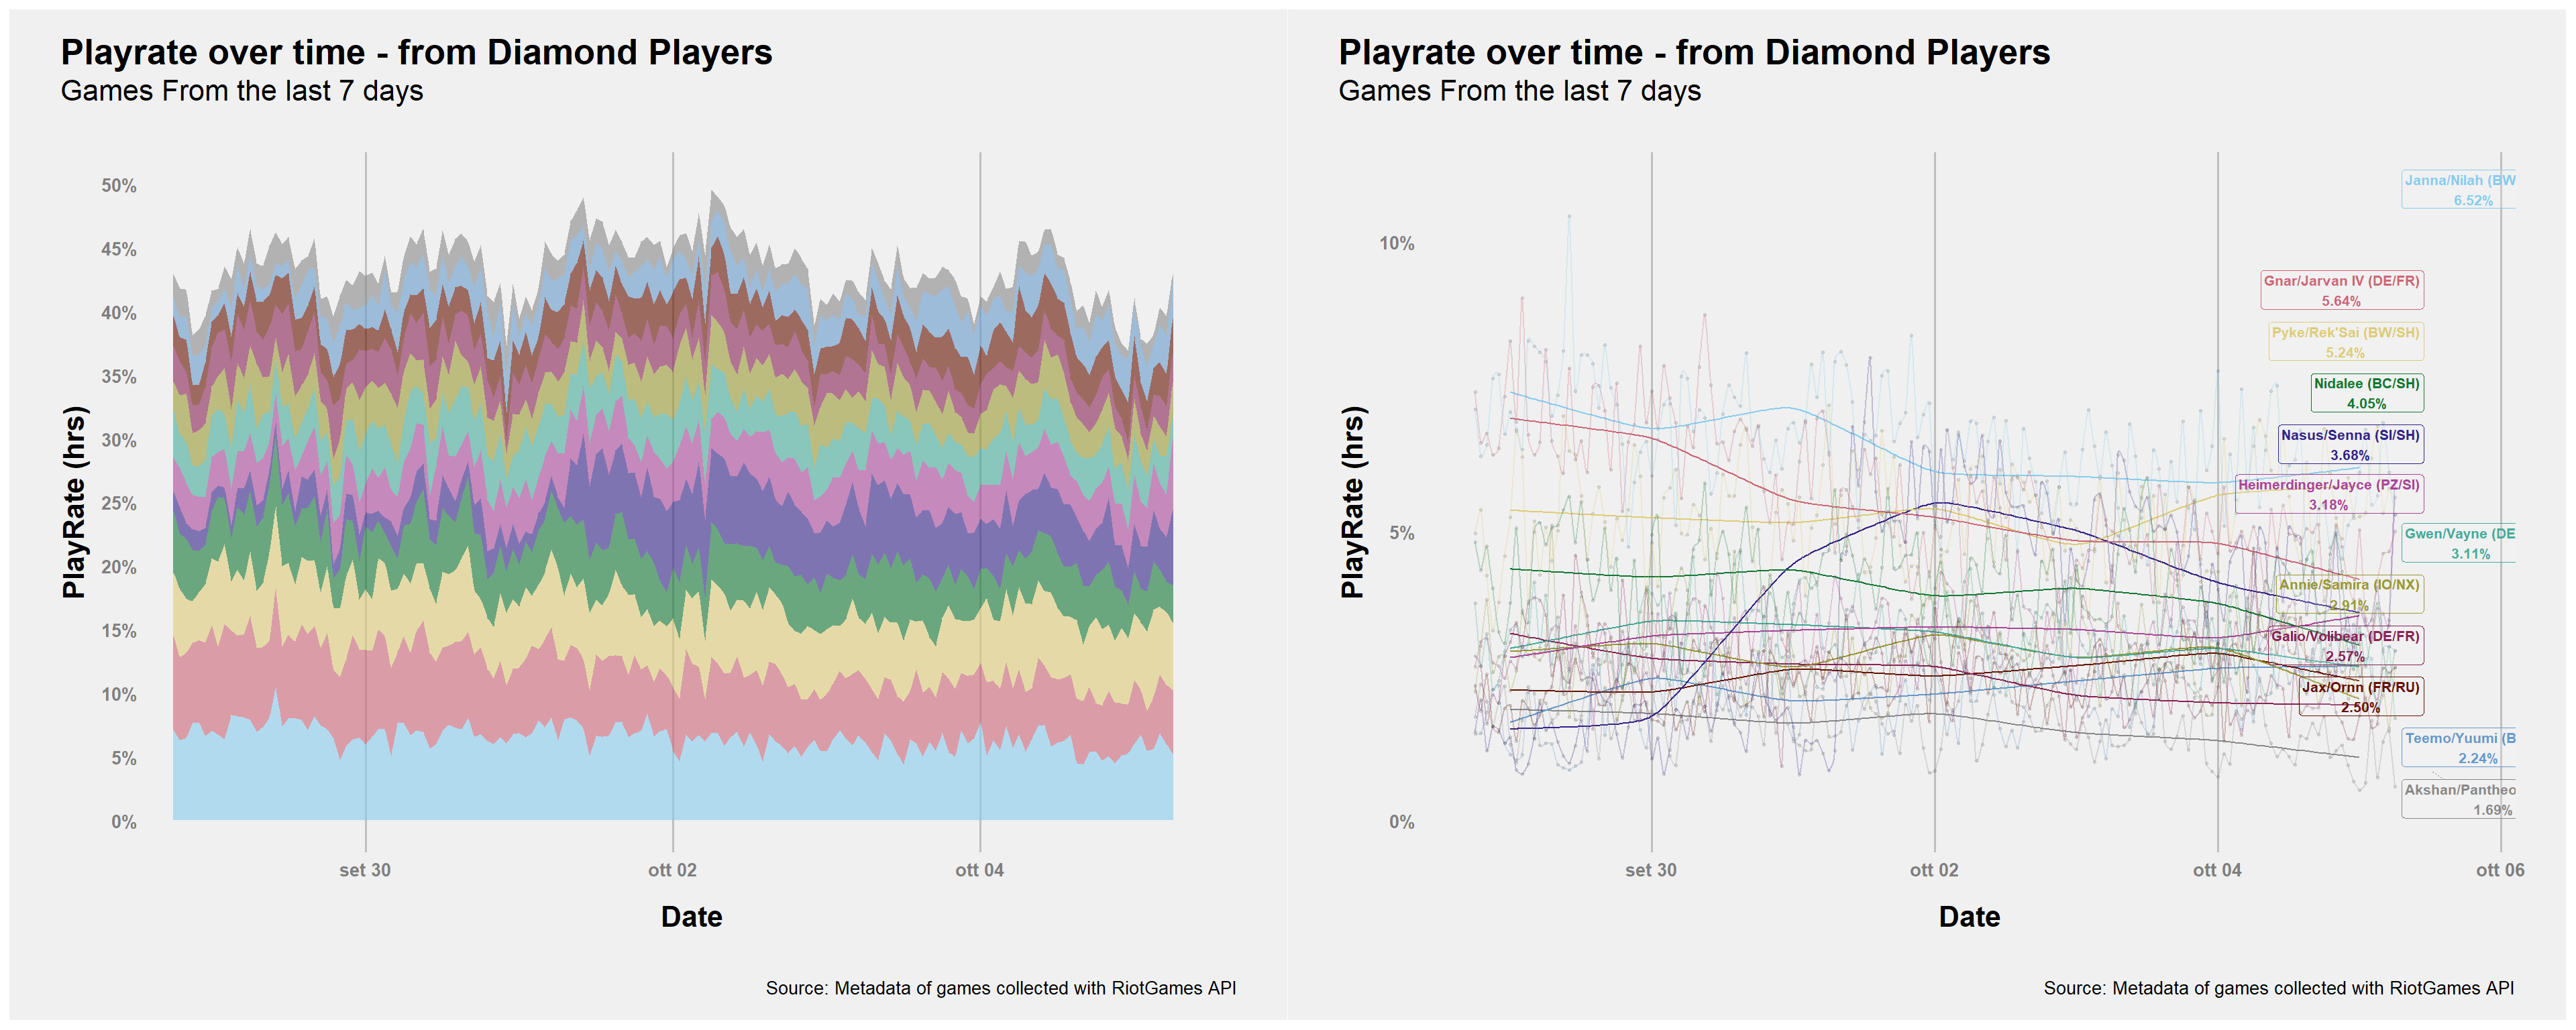 Playrate over time - from Diamond Players
Games From the last 7 days
50%
45%
40%
35%
30%
25%
20%
15%
10%
5%
0%
PlayRate (hrs)
set 30
ott 02
ott 04
Date
Source: Metadata of games collected with RiotGames API
Playrate over time - from Diamond Players
Games From the last 7 days
10%
5%
0%
PlayRate (hrs)
Janna/Nilah (BW
6.52%
Gnar/Jarvan IV (DE/FR)
5.64%
Pyke/Rek'Sai (BW/SH)
5.24%
Nidalee (BC/SH)
4.05%
Nasus/Senna (SI/SH)
3.68%
Heimerdinger/Jayce (PZ/SI)
3.18%
Gwen/Vayne (DE
3.11%
Annie/Samira (IO/NX)
2.91%
Galio/Volibear (DE/FR)
2.57%
Jax/Ornn (FR/RU)
2.50%
Teemo/Yuumi (B
2.24%
Akshan/Pantheo
1.69%
set 30
ott 02
ott 04
ott 06
Date
Source: Metadata of games collected with RiotGames API